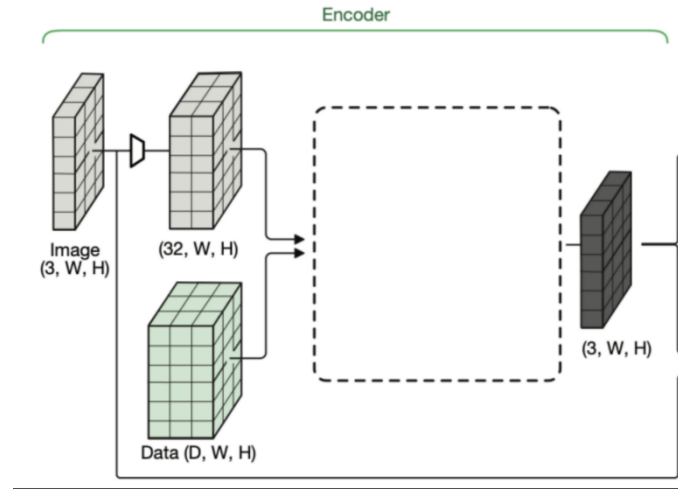 Encoder
Image
(3, W, H)
(32, W, H)
Data (D, W, H)
(3, W, H)